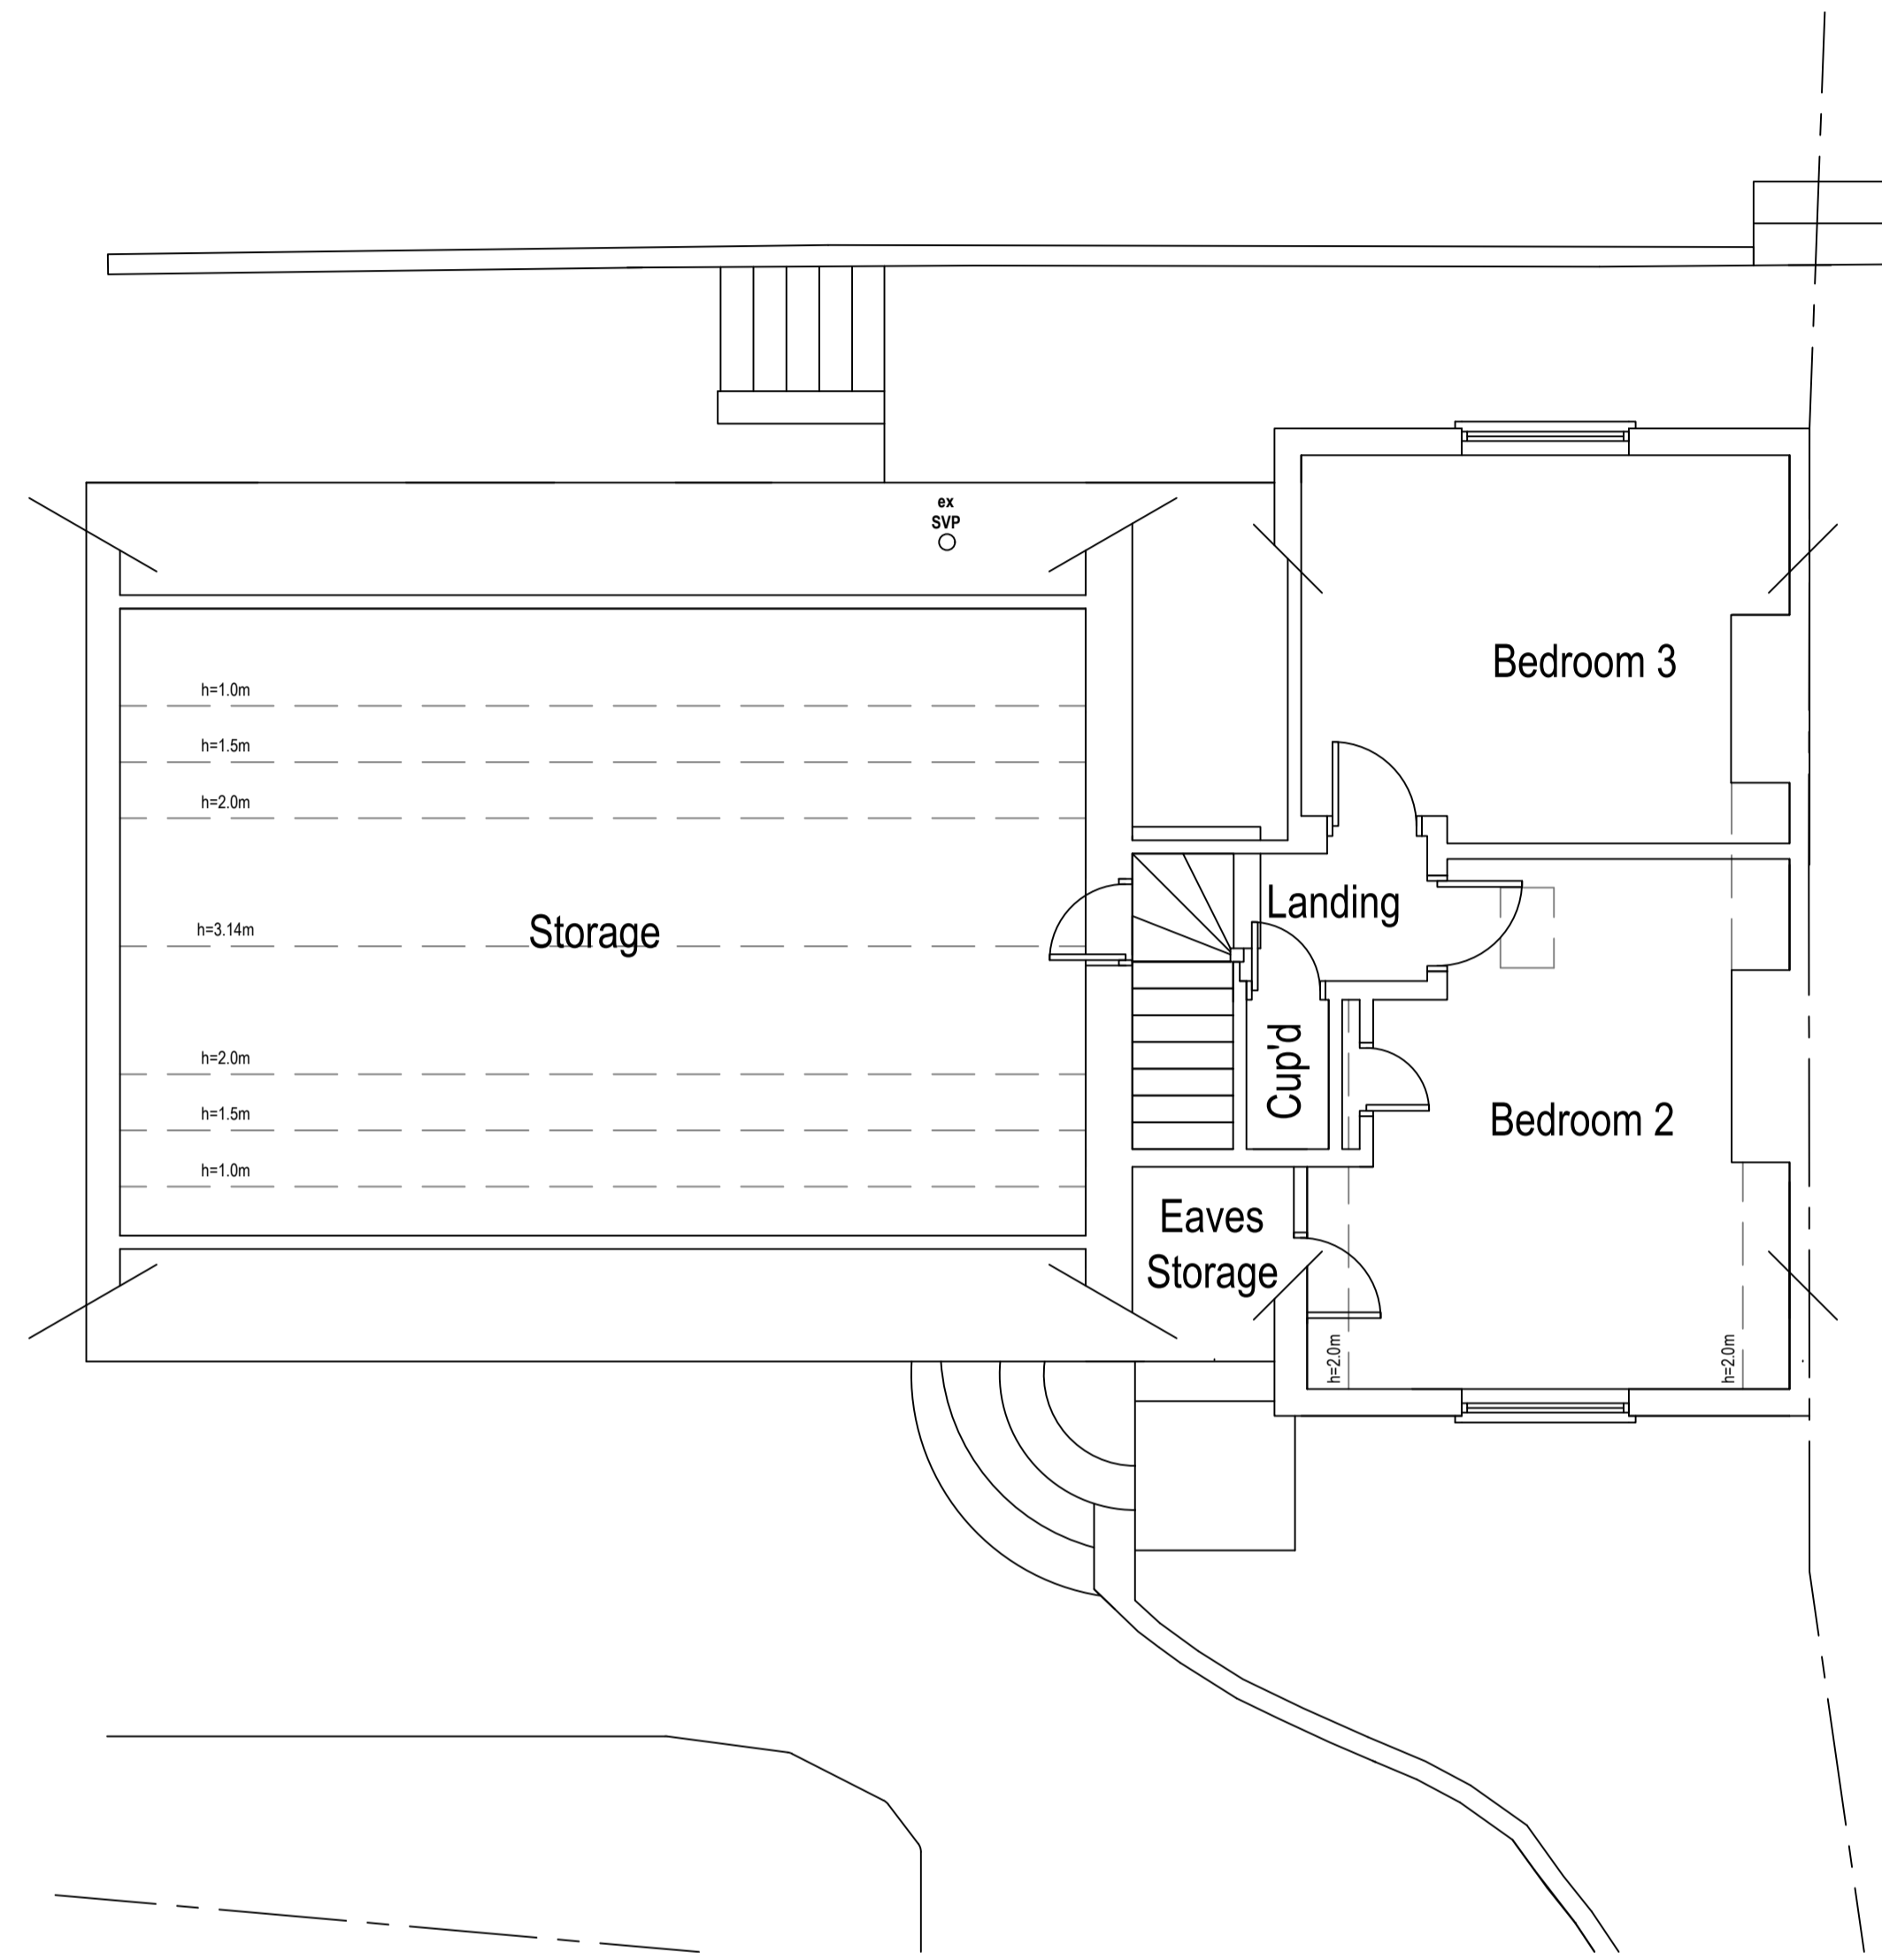 ex
SVP
Bedroom 3
h=1.0m
h=1.5m
h=2.0m
Landing
h=3.14m
Storage
h=2.0m
Cup'd
h=1.5m
Bedroom 2
h=1.0m
Eaves
Storage
h=2.0m
h=2.0m